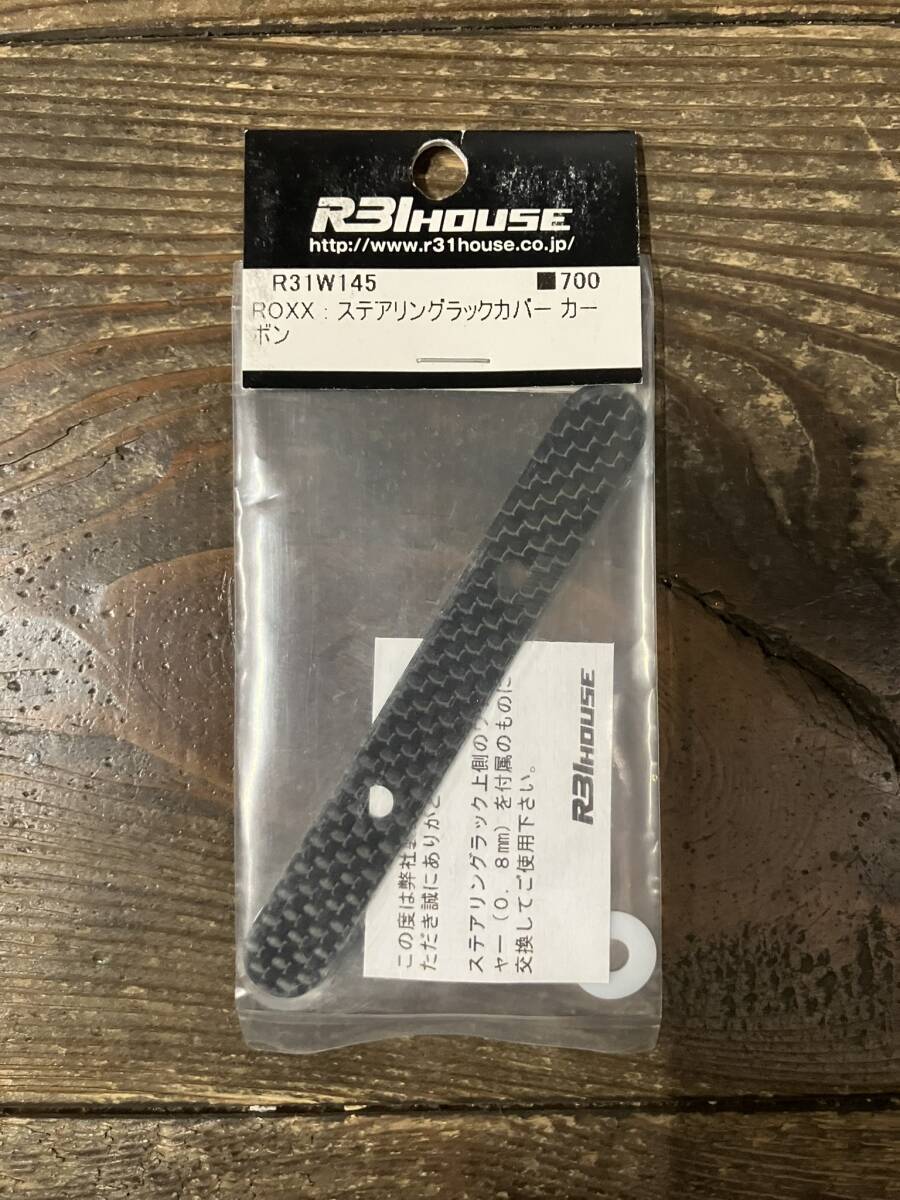 R31HOUSE
http://www.r31house.co.jp/
R31W145 ■700
ROXX：ステアリングラックカバー カー
ボン
この度は弊社
ただき誠にありが
ステアリングラック上側の
ヤー（0．8mm）を付属のものに
交換してご使用下さい。
R31HOUSE